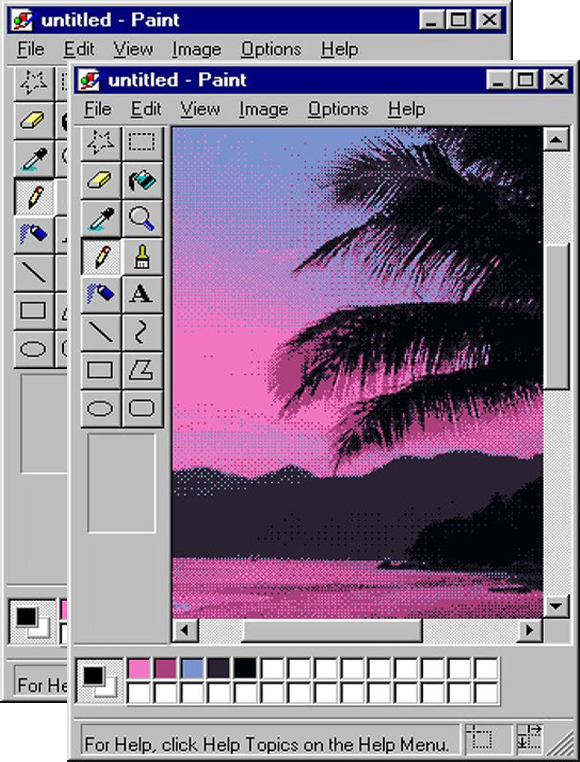 untitled - Paint
File Edit View Image Options Help
untitled - Paint
File Edit View Image Options Help
A
For Help, click Help Topics on the Help Menu.
For He